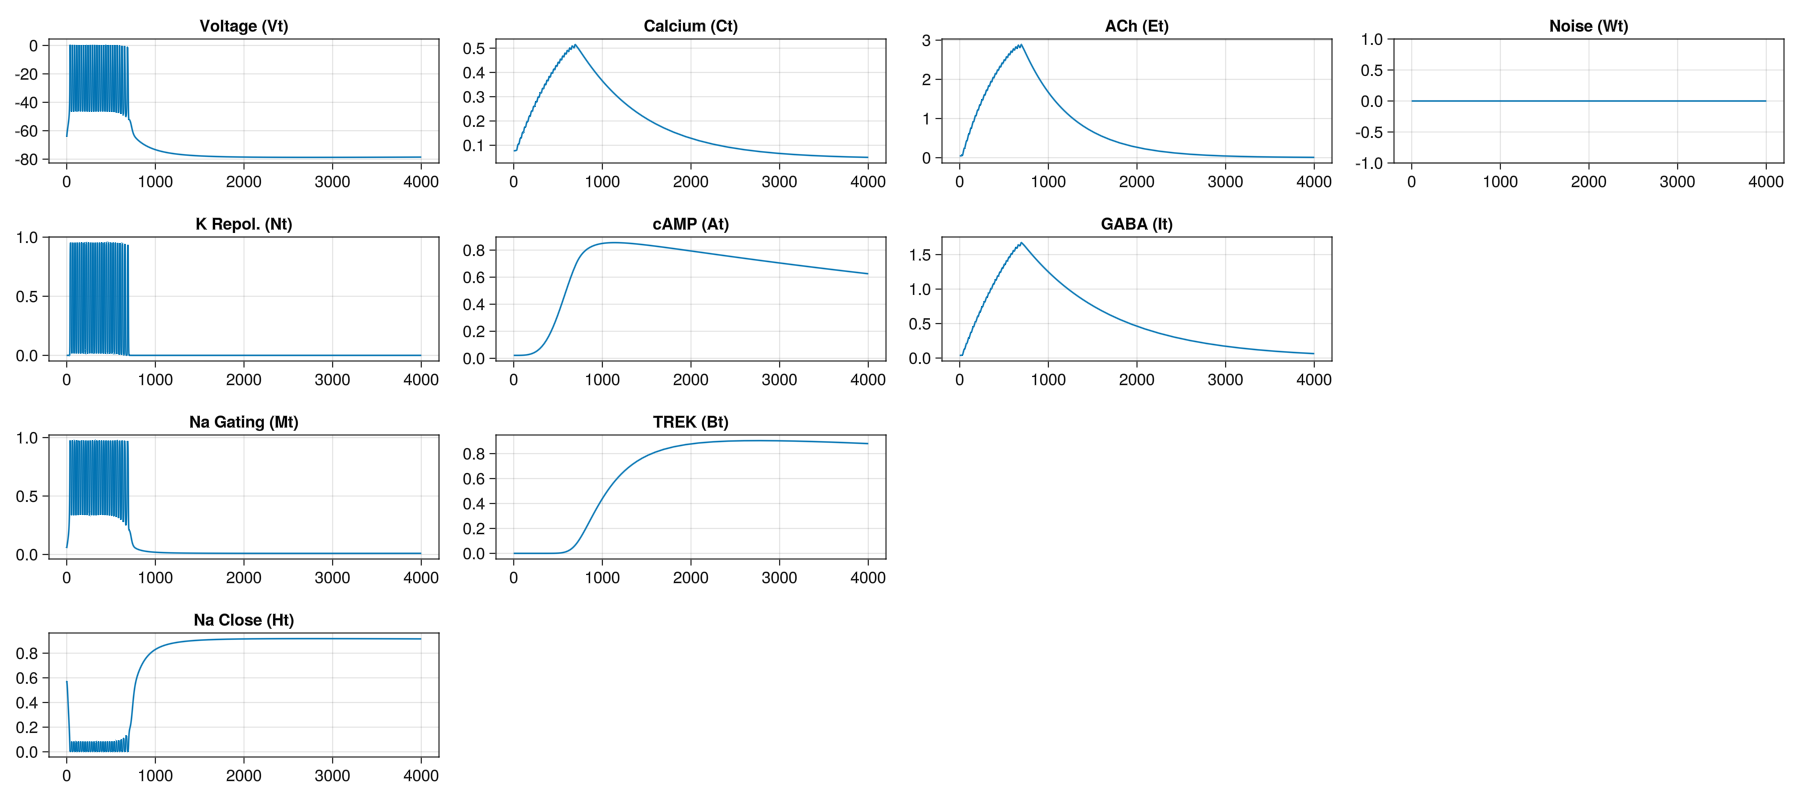 Voltage (Vt)
Calcium (Ct)
ACh (Et)
Noise (Wt)
0
-20
-40
-60
-80
0 1000 2000 3000 4000
0.5
0.4
0.3
0.2
0.1
0 1000 2000 3000 4000
3
2
1
0
0 1000 2000 3000 4000
1.0
0.5
0.0
-0.5
-1.0
0 1000 2000 3000 4000
K Repol. (Nt)
cAMP (At)
GABA (It)
1.0
0.5
0.0
0 1000 2000 3000 4000
0.8
0.6
0.4
0.2
0.0
0 1000 2000 3000 4000
1.5
1.0
0.5
0.0
0 1000 2000 3000 4000
Na Gating (Mt)
TREK (Bt)
1.0
0.5
0.0
0 1000 2000 3000 4000
0.8
0.6
0.4
0.2
0.0
0 1000 2000 3000 4000
Na Close (Ht)
0.8
0.6
0.4
0.2
0.0
0 1000 2000 3000 4000